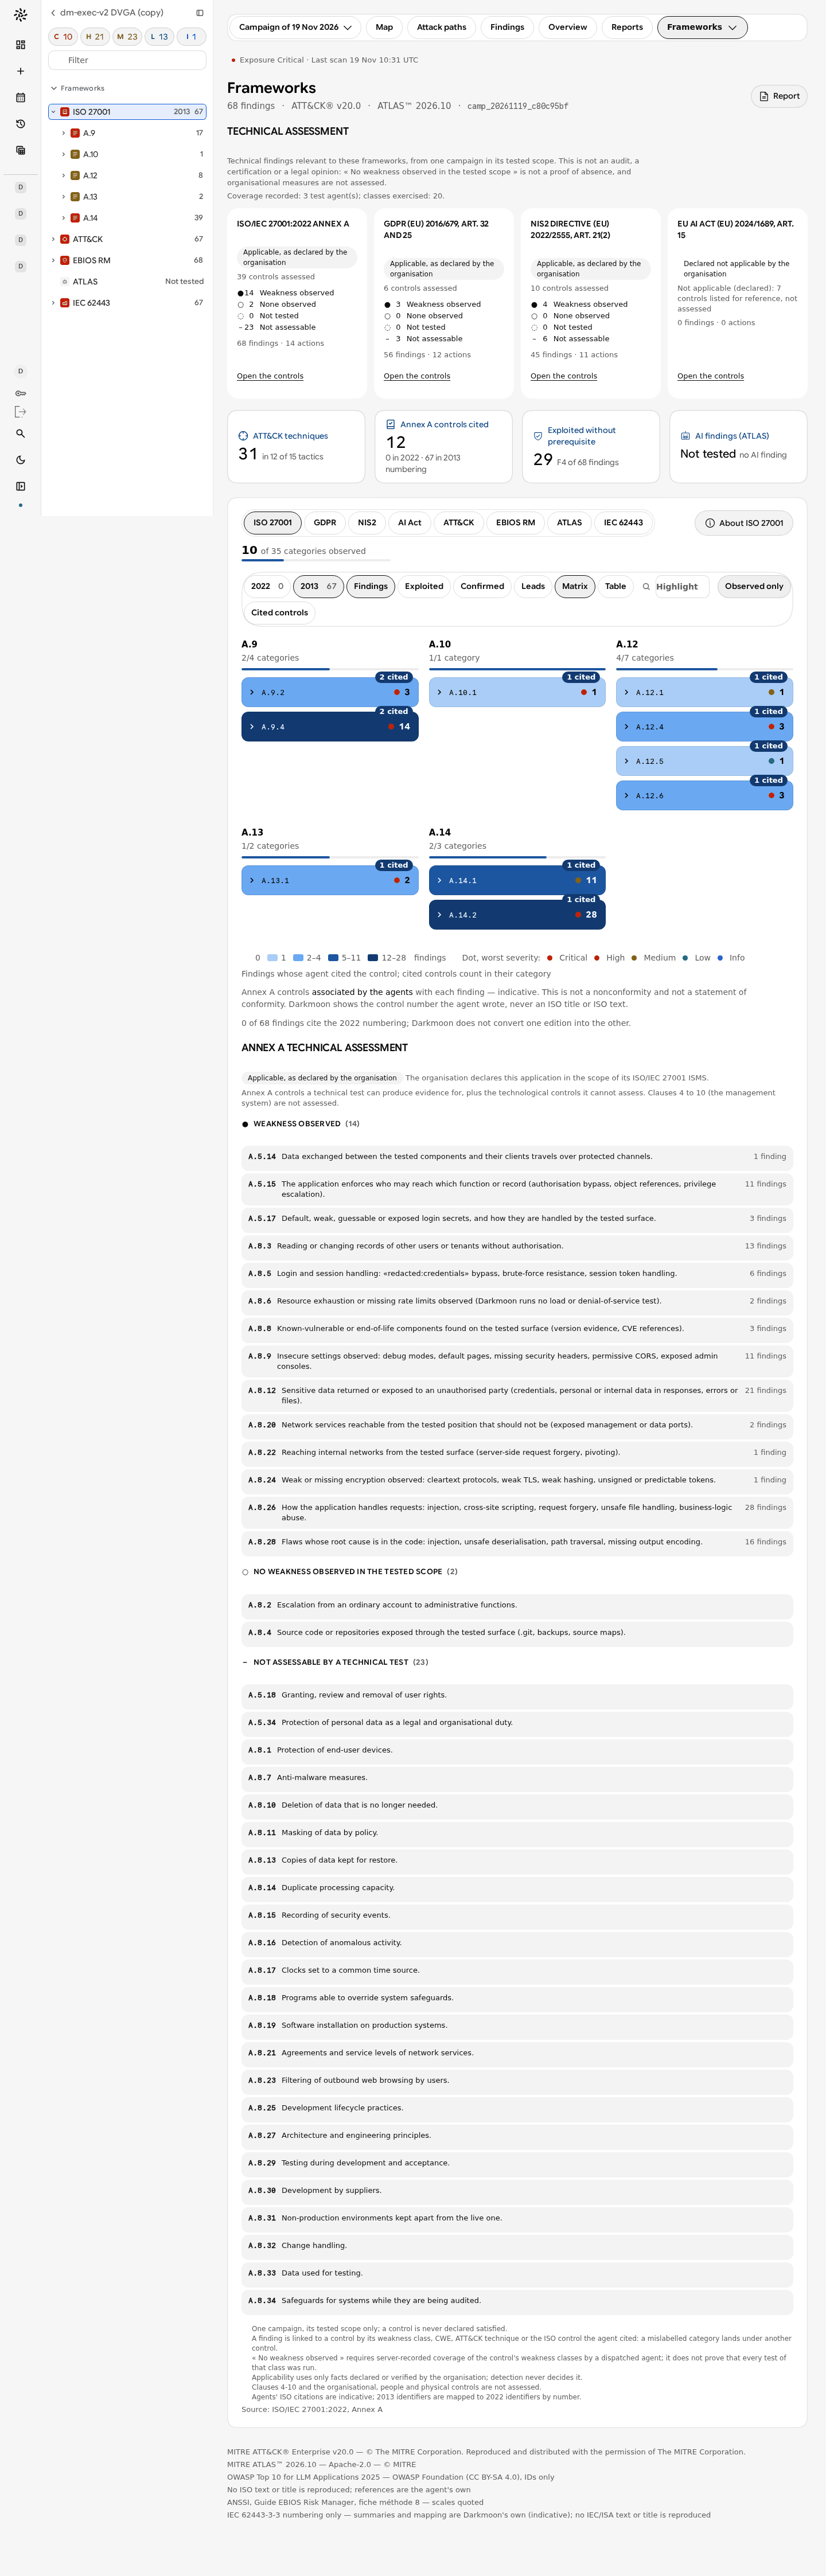 dm-exec-v2 DVGA (copy)
C 10
H 21
M 23
L 13
I 1
Filter
Frameworks
ISO 27001 2013 67
A.9 17
A.10 1
A.12 8
A.13 2
A.14 39
ATT&CK 67
EBIOS RM 68
ATLAS Not tested
IEC 62443 67
D
D
D
D
D
Campaign of 19 Nov 2026
Map
Attack paths
Findings
Overview
Reports
Frameworks
Exposure Critical · Last scan 19 Nov 10:31 UTC
Frameworks
68 findings · ATT&CK® v20.0 · ATLAS™ 2026.10 · camp_20261119_c80c95bf
Report
TECHNICAL ASSESSMENT
Technical findings relevant to these frameworks, from one campaign in its tested scope. This is not an audit, a
certification or a legal opinion: « No weakness observed in the tested scope » is not a proof of absence, and
organisational measures are not assessed.
Coverage recorded: 3 test agent(s); classes exercised: 20.
ISO/IEC 27001:2022 ANNEX A
Applicable, as declared by the
organisation
39 controls assessed
14 Weakness observed
2 None observed
0 Not tested
– 23 Not assessable
68 findings · 14 actions
Open the controls
GDPR (EU) 2016/679, ART. 32
AND 25
Applicable, as declared by the
organisation
6 controls assessed
3 Weakness observed
0 None observed
0 Not tested
– 3 Not assessable
56 findings · 12 actions
Open the controls
NIS2 DIRECTIVE (EU)
2022/2555, ART. 21(2)
Applicable, as declared by the
organisation
10 controls assessed
4 Weakness observed
0 None observed
0 Not tested
– 6 Not assessable
45 findings · 11 actions
Open the controls
EU AI ACT (EU) 2024/1689, ART.
15
Declared not applicable by the
organisation
Not applicable (declared): 7
controls listed for reference, not
assessed
0 findings · 0 actions
Open the controls
ATT&CK techniques
31 in 12 of 15 tactics
Annex A controls cited
12
0 in 2022 · 67 in 2013
numbering
Exploited without
prerequisite
29 F4 of 68 findings
AI findings (ATLAS)
Not tested no AI finding
ISO 27001
GDPR
NIS2
AI Act
ATT&CK
EBIOS RM
ATLAS
IEC 62443
About ISO 27001
10 of 35 categories observed
2022 0
2013 67
Findings
Exploited
Confirmed
Leads
Matrix
Table
Highlight
Observed only
Cited controls
A.9
2/4 categories
2 cited
A.9.2 3
2 cited
A.9.4 14
A.10
1/1 category
1 cited
A.10.1 1
A.12
4/7 categories
1 cited
A.12.1 1
1 cited
A.12.4 3
1 cited
A.12.5 1
1 cited
A.12.6 3
A.13
1/2 categories
1 cited
A.13.1 2
A.14
2/3 categories
1 cited
A.14.1 11
1 cited
A.14.2 28
0 1 2–4 5–11 12–28 findings Dot, worst severity: Critical High Medium Low Info
Findings whose agent cited the control; cited controls count in their category
Annex A controls associated by the agents with each finding — indicative. This is not a nonconformity and not a statement of
conformity. Darkmoon shows the control number the agent wrote, never an ISO title or ISO text.
0 of 68 findings cite the 2022 numbering; Darkmoon does not convert one edition into the other.
ANNEX A TECHNICAL ASSESSMENT
Applicable, as declared by the organisation The organisation declares this application in the scope of its ISO/IEC 27001 ISMS.
Annex A controls a technical test can produce evidence for, plus the technological controls it cannot assess. Clauses 4 to 10 (the management
system) are not assessed.
WEAKNESS OBSERVED (14)
A.5.14 Data exchanged between the tested components and their clients travels over protected channels. 1 finding
A.5.15 The application enforces who may reach which function or record (authorisation bypass, object references, privilege 11 findings
escalation).
A.5.17 Default, weak, guessable or exposed login secrets, and how they are handled by the tested surface. 3 findings
A.8.3 Reading or changing records of other users or tenants without authorisation. 13 findings
A.8.5 Login and session handling: «redacted:credentials» bypass, brute-force resistance, session token handling. 6 findings
A.8.6 Resource exhaustion or missing rate limits observed (Darkmoon runs no load or denial-of-service test). 2 findings
A.8.8 Known-vulnerable or end-of-life components found on the tested surface (version evidence, CVE references). 3 findings
A.8.9 Insecure settings observed: debug modes, default pages, missing security headers, permissive CORS, exposed admin 11 findings
consoles.
A.8.12 Sensitive data returned or exposed to an unauthorised party (credentials, personal or internal data in responses, errors or 21 findings
files).
A.8.20 Network services reachable from the tested position that should not be (exposed management or data ports). 2 findings
A.8.22 Reaching internal networks from the tested surface (server-side request forgery, pivoting). 1 finding
A.8.24 Weak or missing encryption observed: cleartext protocols, weak TLS, weak hashing, unsigned or predictable tokens. 1 finding
A.8.26 How the application handles requests: injection, cross-site scripting, request forgery, unsafe file handling, business-logic 28 findings
abuse.
A.8.28 Flaws whose root cause is in the code: injection, unsafe deserialisation, path traversal, missing output encoding. 16 findings
NO WEAKNESS OBSERVED IN THE TESTED SCOPE (2)
A.8.2 Escalation from an ordinary account to administrative functions.
A.8.4 Source code or repositories exposed through the tested surface (.git, backups, source maps).
– NOT ASSESSABLE BY A TECHNICAL TEST (23)
A.5.18 Granting, review and removal of user rights.
A.5.34 Protection of personal data as a legal and organisational duty.
A.8.1 Protection of end-user devices.
A.8.7 Anti-malware measures.
A.8.10 Deletion of data that is no longer needed.
A.8.11 Masking of data by policy.
A.8.13 Copies of data kept for restore.
A.8.14 Duplicate processing capacity.
A.8.15 Recording of security events.
A.8.16 Detection of anomalous activity.
A.8.17 Clocks set to a common time source.
A.8.18 Programs able to override system safeguards.
A.8.19 Software installation on production systems.
A.8.21 Agreements and service levels of network services.
A.8.23 Filtering of outbound web browsing by users.
A.8.25 Development lifecycle practices.
A.8.27 Architecture and engineering principles.
A.8.29 Testing during development and acceptance.
A.8.30 Development by suppliers.
A.8.31 Non-production environments kept apart from the live one.
A.8.32 Change handling.
A.8.33 Data used for testing.
A.8.34 Safeguards for systems while they are being audited.
One campaign, its tested scope only; a control is never declared satisfied.
A finding is linked to a control by its weakness class, CWE, ATT&CK technique or the ISO control the agent cited: a mislabelled category lands under another
control.
« No weakness observed » requires server-recorded coverage of the control's weakness classes by a dispatched agent; it does not prove that every test of
that class was run.
Applicability uses only facts declared or verified by the organisation; detection never decides it.
Clauses 4-10 and the organisational, people and physical controls are not assessed.
Agents' ISO citations are indicative; 2013 identifiers are mapped to 2022 identifiers by number.
Source: ISO/IEC 27001:2022, Annex A
MITRE ATT&CK® Enterprise v20.0 — © The MITRE Corporation. Reproduced and distributed with the permission of The MITRE Corporation.
MITRE ATLAS™ 2026.10 — Apache-2.0 — © MITRE
OWASP Top 10 for LLM Applications 2025 — OWASP Foundation (CC BY-SA 4.0), IDs only
No ISO text or title is reproduced; references are the agent's own
ANSSI, Guide EBIOS Risk Manager, fiche méthode 8 — scales quoted
IEC 62443-3-3 numbering only — summaries and mapping are Darkmoon's own (indicative); no IEC/ISA text or title is reproduced